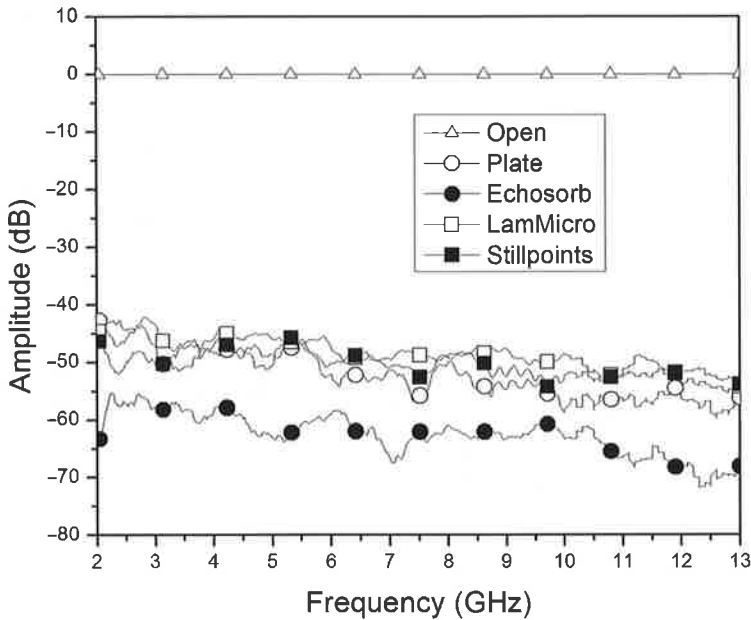 10
0
−10
−20
−30
−40
−50
−60
−70
−80
Amplitude (dB)
Open
Plate
Echosorb
LamMicro
Stillpoints
2 3 4 5 6 7 8 9 10 11 12 13
Frequency (GHz)